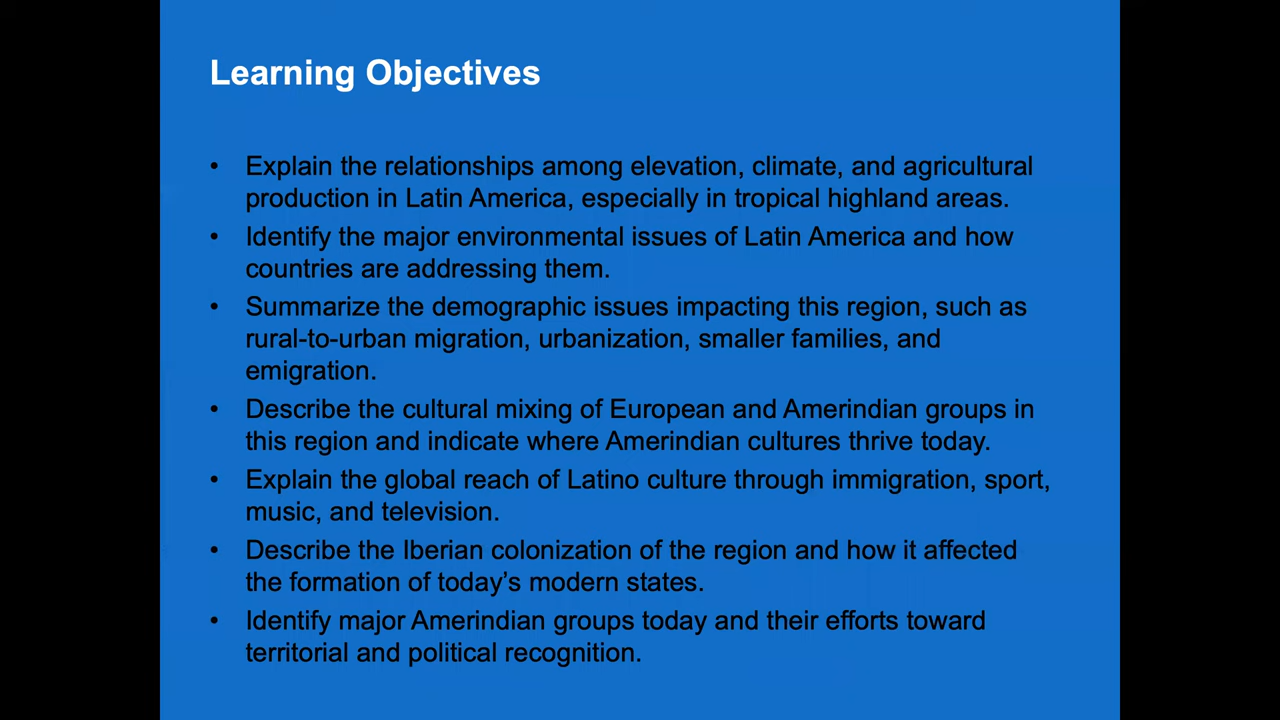 Learning Objectives
• Explain the relationships among elevation, climate, and agricultural
production in Latin America, especially in tropical highland areas.
• Identify the major environmental issues of Latin America and how
countries are addressing them.
• Summarize the demographic issues impacting this region, such as
rural-to-urban migration, urbanization, smaller families, and
emigration.
• Describe the cultural mixing of European and Amerindian groups in
this region and indicate where Amerindian cultures thrive today.
• Explain the global reach of Latino culture through immigration, sport,
music, and television.
• Describe the Iberian colonization of the region and how it affected
the formation of today’s modern states.
• Identify major Amerindian groups today and their efforts toward
territorial and political recognition.